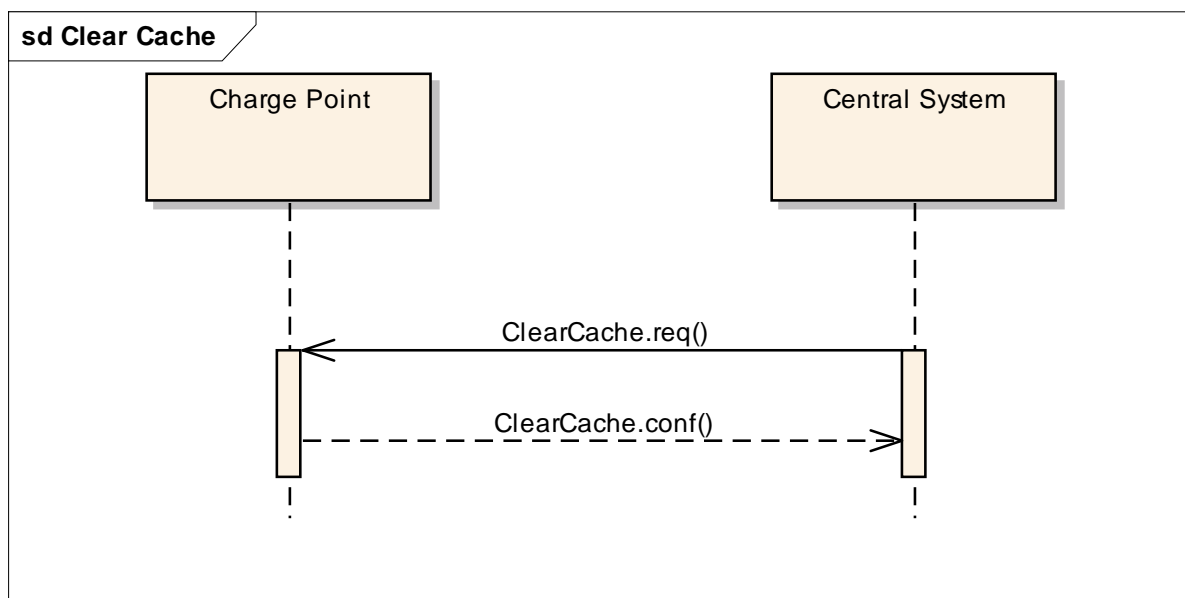 sd Clear Cache
Charge Point
Central System
ClearCache.req()
ClearCache.conf()